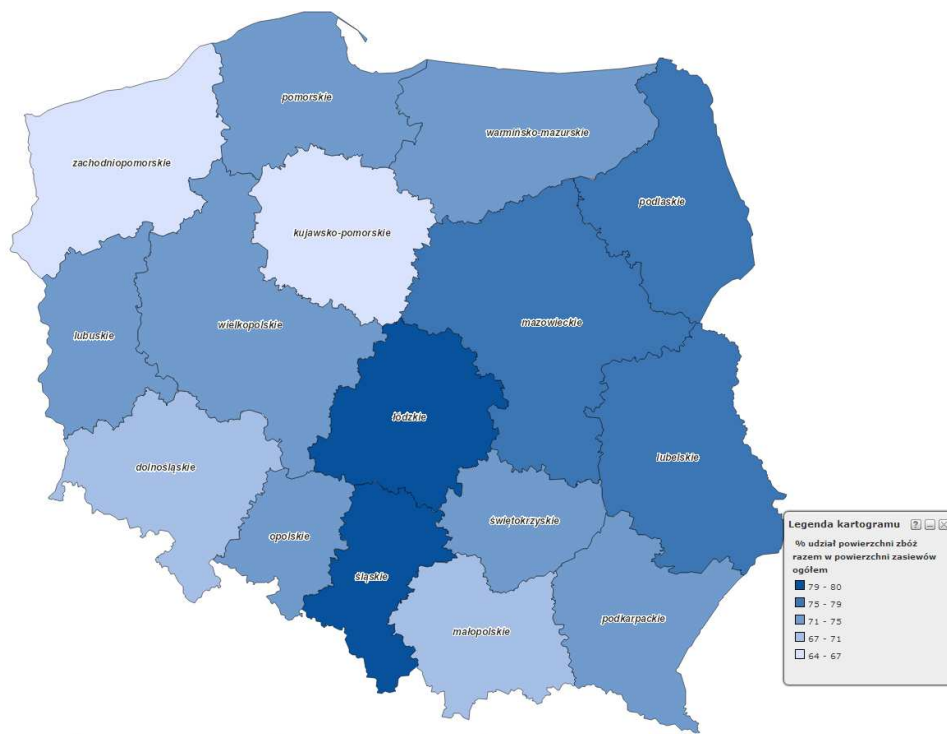 pomorskie
warmińsko-mazurskie
zachodniopomorskie
podlaskie
kujawsko-pomorskie
mazowieckie
wielkopolskie
lubuskie
łódzkie
lubelskie
dolnośląskie
świętokrzyskie
opolskie
śląskie
podkarpackie
małopolskie
Legenda kartogramu
% udział powierzchni zbóż
razem w powierzchni zasiewów
ogółem
79 - 80
75 - 79
71 - 75
67 - 71
64 - 67